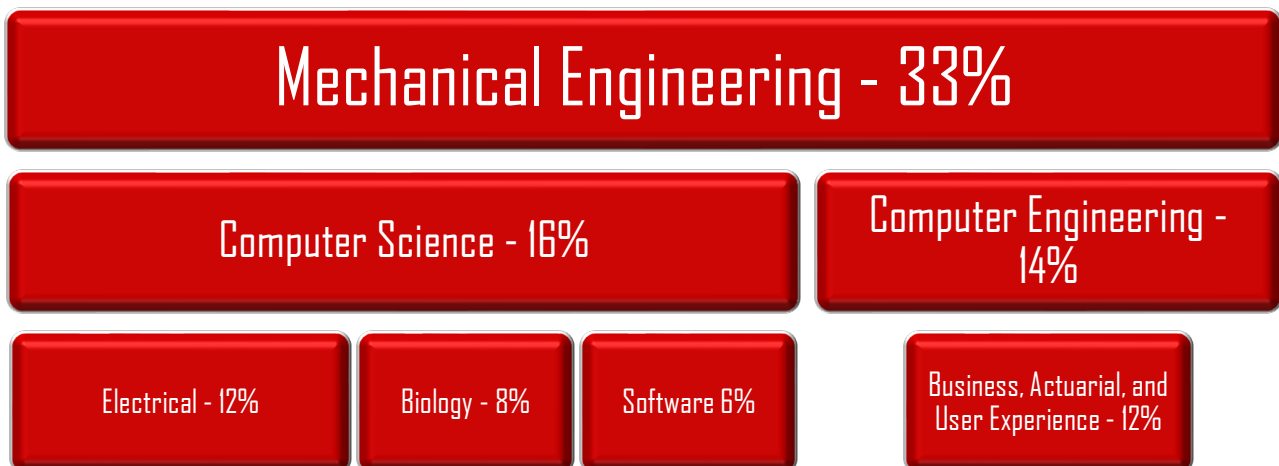 Mechanical Engineering - 33%
Computer Science - 16%
Computer Engineering -
14%
Electrical - 12%
Biology - 8%
Software 6%
Business, Actuarial, and
User Experience - 12%